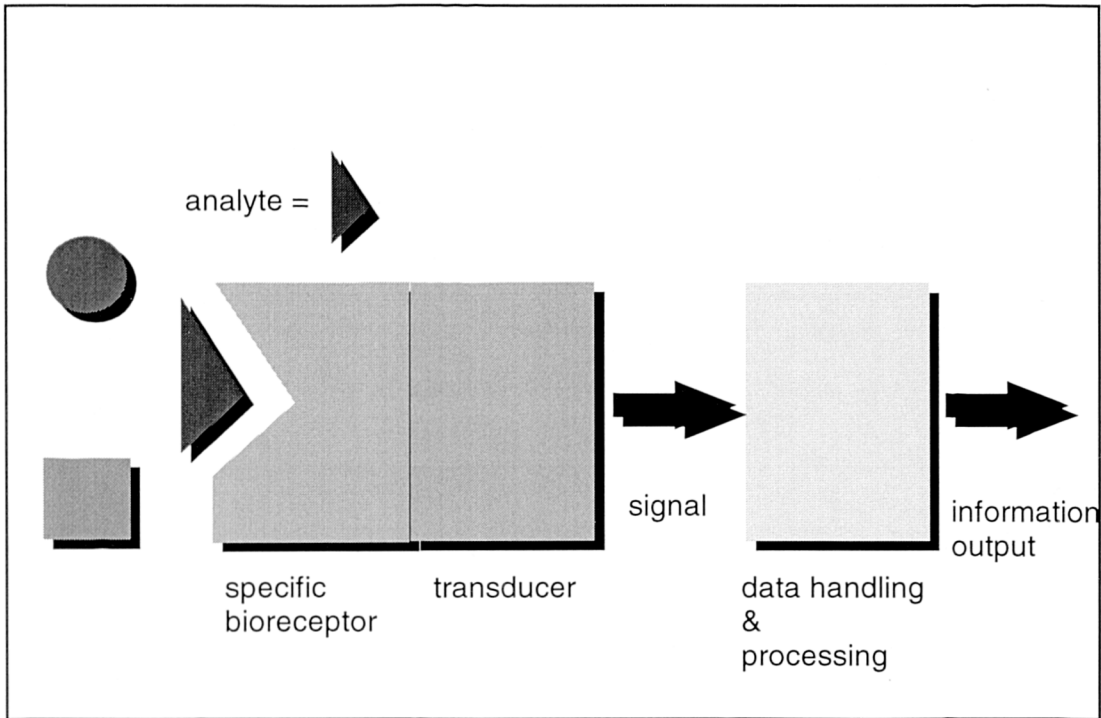 analyte =
signal
information
output
specific
bioreceptor
transducer
data handling
&
processing